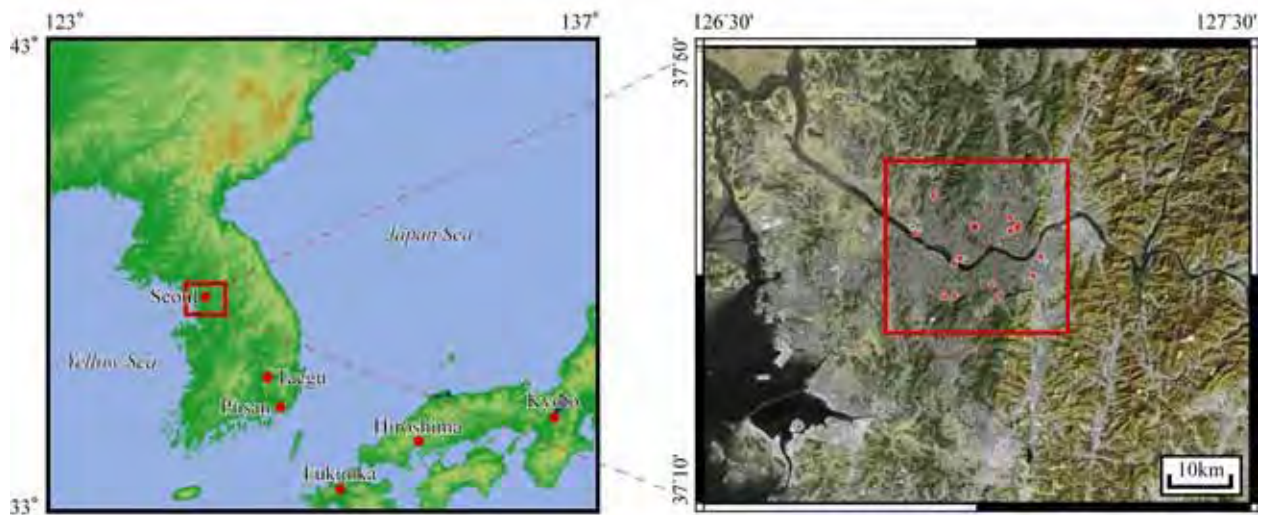 123°
137°
126˚30'
127˚30'
43°
37˚50'
Japan Sea
Seoul
Yellow Sea
Taegu
Pusan
Kyoto
Hiroshima
Fukuoka
33°
37˚10'
10km